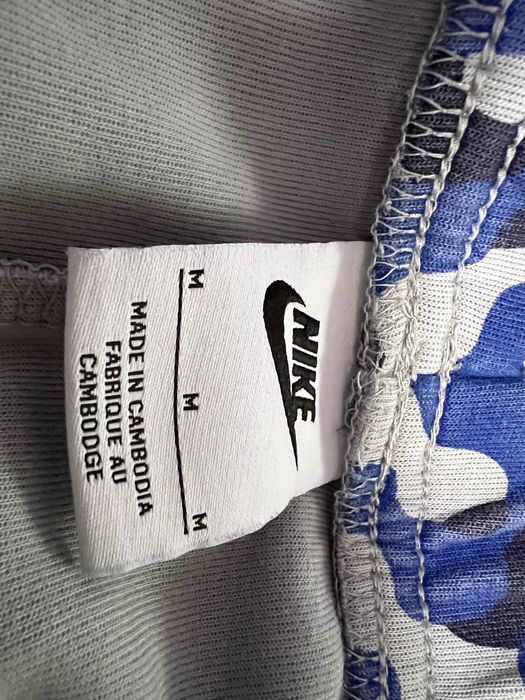 NIKE
M M M
MADE IN CAMBODIA
FABRIQUE AU
CAMBODGE